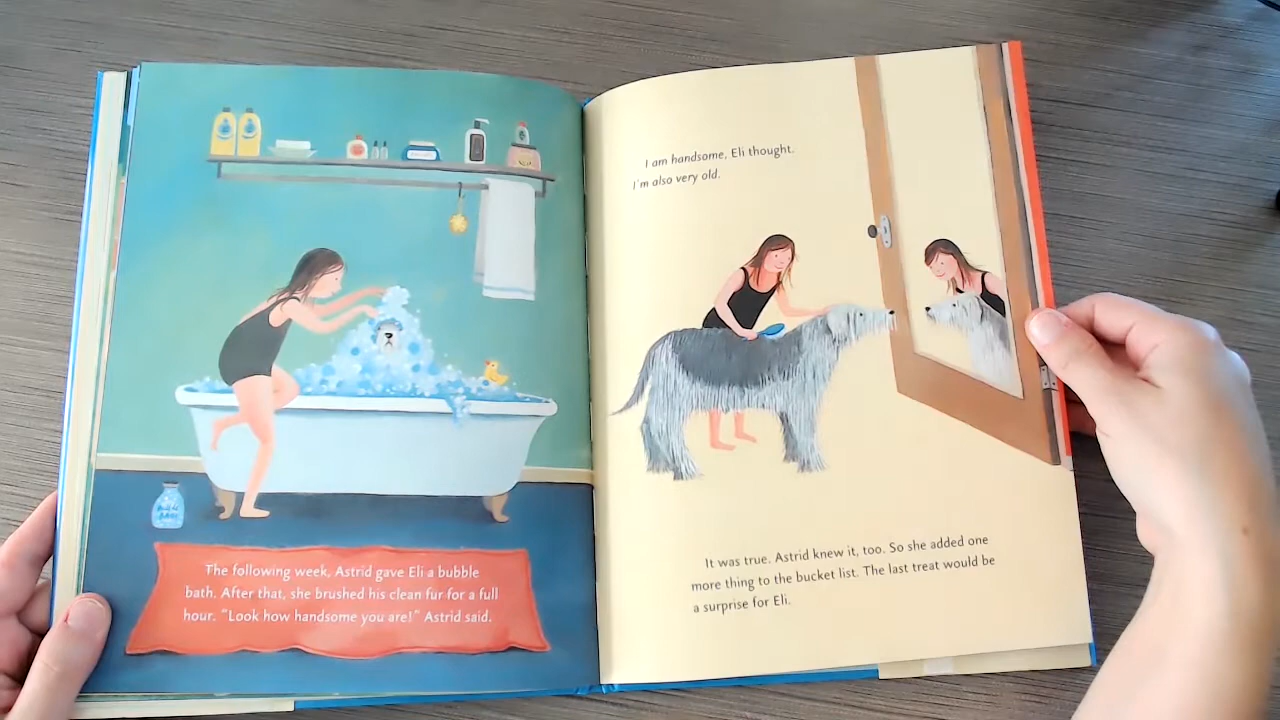 The following week, Astrid gave Eli a bubble
bath. After that, she brushed his clean fur for a full
hour. "Look how handsome you are!" Astrid said.
I am handsome, Eli thought.
I'm also very old.
It was true. Astrid knew it, too. So she added one
more thing to the bucket list. The last treat would be
a surprise for Eli.